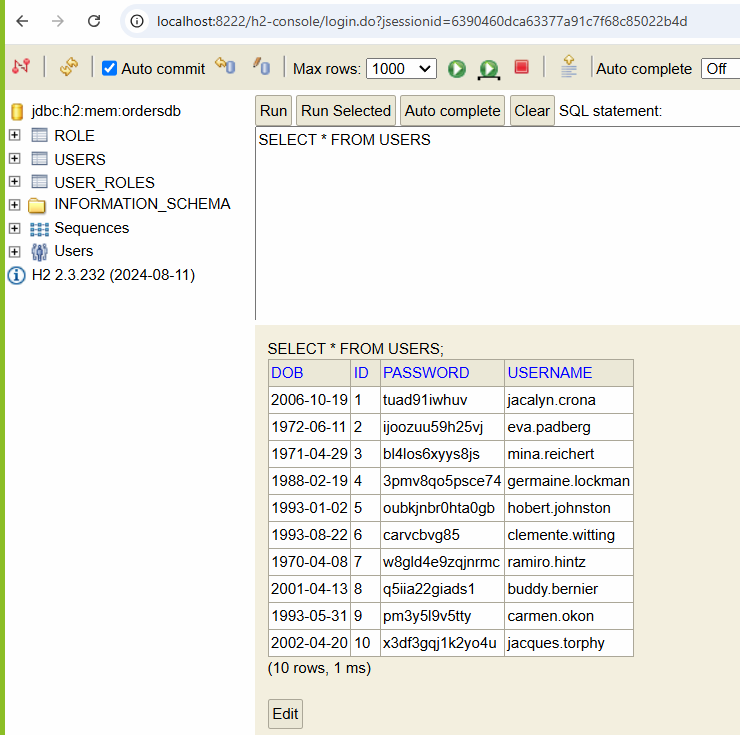 localhost:8222/h2-console/login.do?jsessionid=6390460dca63377a91c7f68c85022b4d
Auto commit Max rows: 1000 Auto complete Off
jdbc:h2:mem:ordersdb
ROLE
USERS
USER_ROLES
INFORMATION_SCHEMA
Sequences
Users
H2 2.3.232 (2024-08-11)
Run Run Selected Auto complete Clear SQL statement:
SELECT * FROM USERS
SELECT * FROM USERS;
DOB ID PASSWORD USERNAME
2006-10-19 1 tuad91iwhuv jacalyn.crona
1972-06-11 2 ijoozuu59h25vj eva.padberg
1971-04-29 3 bl4los6xyys8js mina.reichert
1988-02-19 4 3pmv8qo5psce74 germaine.lockman
1993-01-02 5 oubkjnbr0hta0gb hobert.johnston
1993-08-22 6 carvcbvg85 clemente.witting
1970-04-08 7 w8gld4e9zqjnrmc ramiro.hintz
2001-04-13 8 q5iia22giads1 buddy.bernier
1993-05-31 9 pm3y5l9v5tty carmen.okon
2002-04-20 10 x3df3gqj1k2yo4u jacques.torphy
(10 rows, 1 ms)
Edit